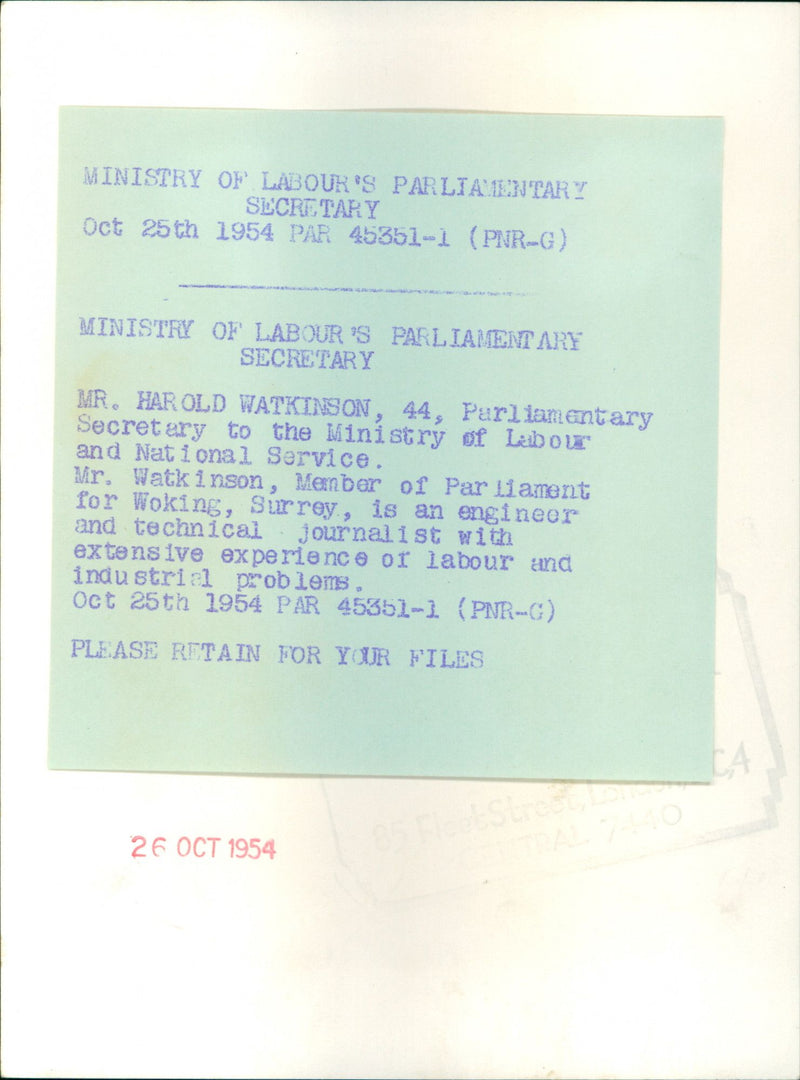 MINISTRY OF LABOUR'S PARLIAMENTARY
SECRETARY
Oct 25th 1954 PAR 45351-1 (PNR-G)
MINISTRY OF LABOUR'S PARLIAMENTARY
SECRETARY
MR. HAROLD WATKINSON, 44, Parliamentary
Secretary to the Ministry of Labour
and National Service.
Mr. Watkinson, Member of Parliament
for Woking, Surrey, is an engineer
and technical journalist with
extensive experience of labour and
industrial problems.
Oct 25th 1954 PAR 45351-1 (PNR-G)
PLEASE RETAIN FOR YOUR FILES
C,4
85 Fleet Street, London,
CENTRAL 7440
26 OCT 1954